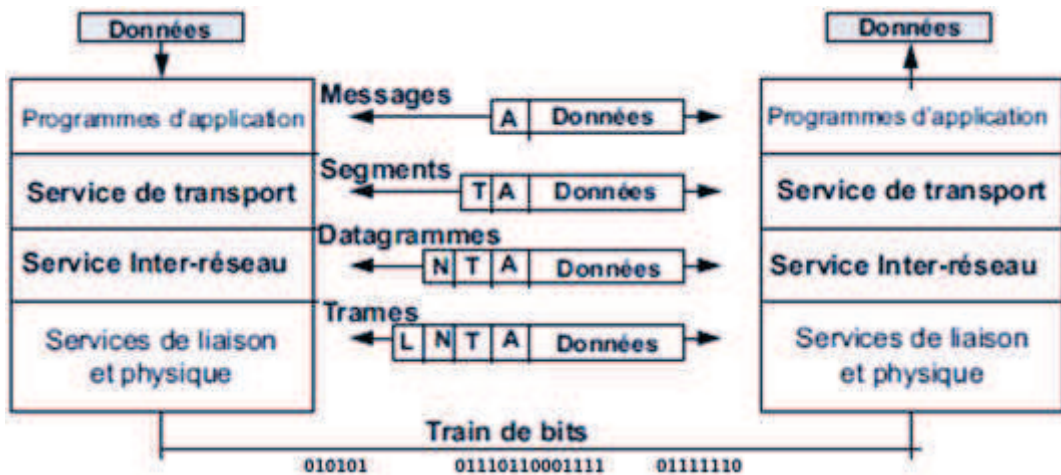 Données
Données
Programmes d'application
Messages
A Données
Programmes d'application
Service de transport
Segments
T A Données
Service de transport
Service Inter-réseau
Datagrammes
N T A Données
Service Inter-réseau
Services de liaison
et physique
Trames
L N T A Données
Services de liaison
et physique
Train de bits
010101 01110110001111 01111110